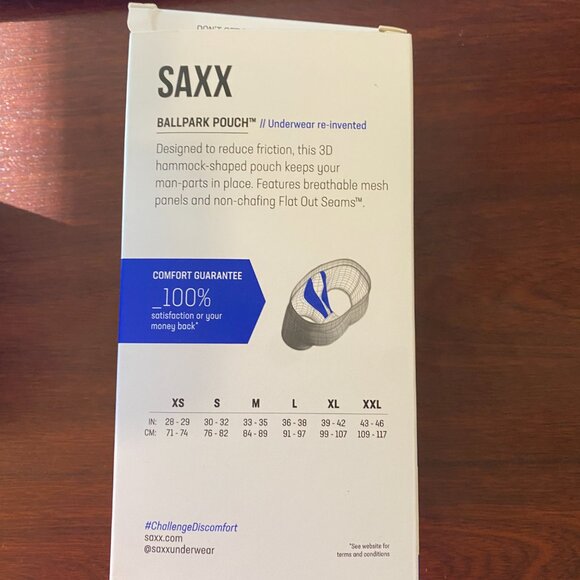 SAXX
BALLPARK POUCH™ // Underwear re-invented
Designed to reduce friction, this 3D
hammock-shaped pouch keeps your
man-parts in place. Features breathable mesh
panels and non-chafing Flat Out Seams™.
COMFORT GUARANTEE
_100%
satisfaction or your
money back*
XS S M L XL XXL
IN: 28 - 29 30 - 32 33 - 35 36 - 38 39 - 42 43 - 46
CM: 71 - 74 76 - 82 84 - 89 91 - 97 99 - 107 109 - 117
#ChallengeDiscomfort
saxx.com
@saxxunderwear
*See website for
terms and conditions